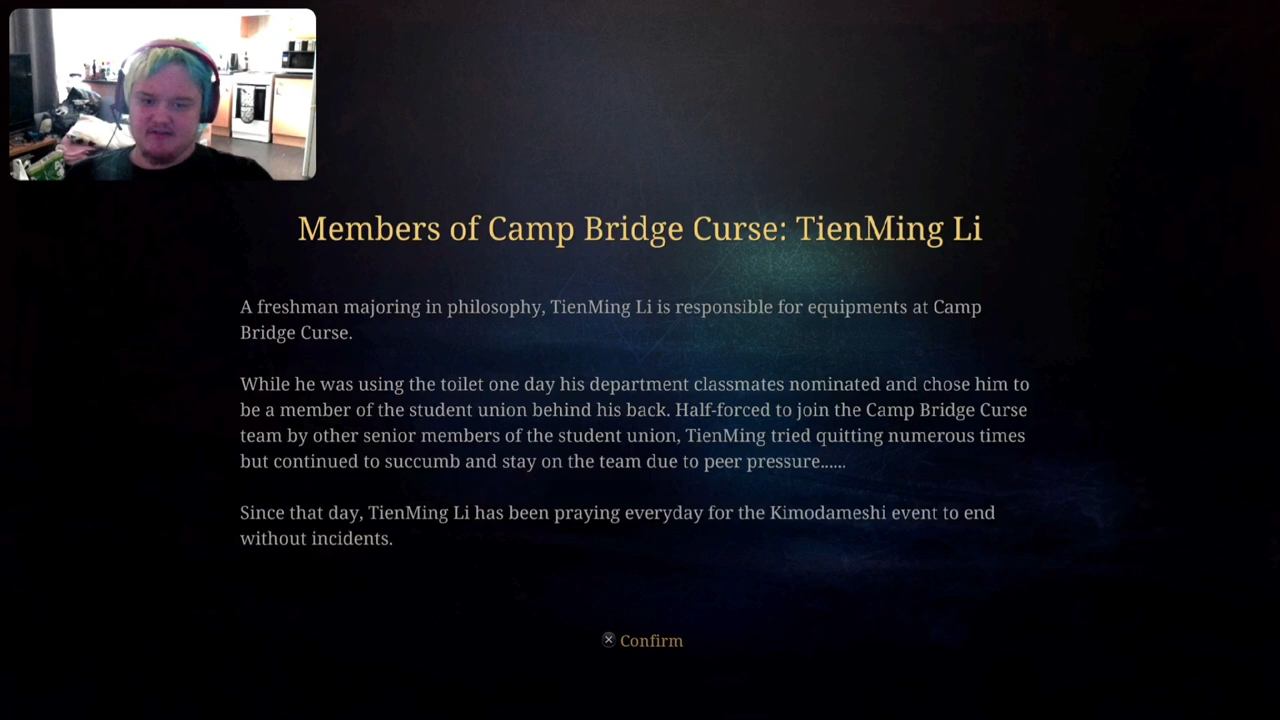 Members of Camp Bridge Curse: TienMing Li
A freshman majoring in philosophy, TienMing Li is responsible for equipments at Camp
Bridge Curse.
While he was using the toilet one day his department classmates nominated and chose him to
be a member of the student union behind his back. Half-forced to join the Camp Bridge Curse
team by other senior members of the student union, TienMing tried quitting numerous times
but continued to succumb and stay on the team due to peer pressure......
Since that day, TienMing Li has been praying everyday for the Kimodameshi event to end
without incidents.
Confirm